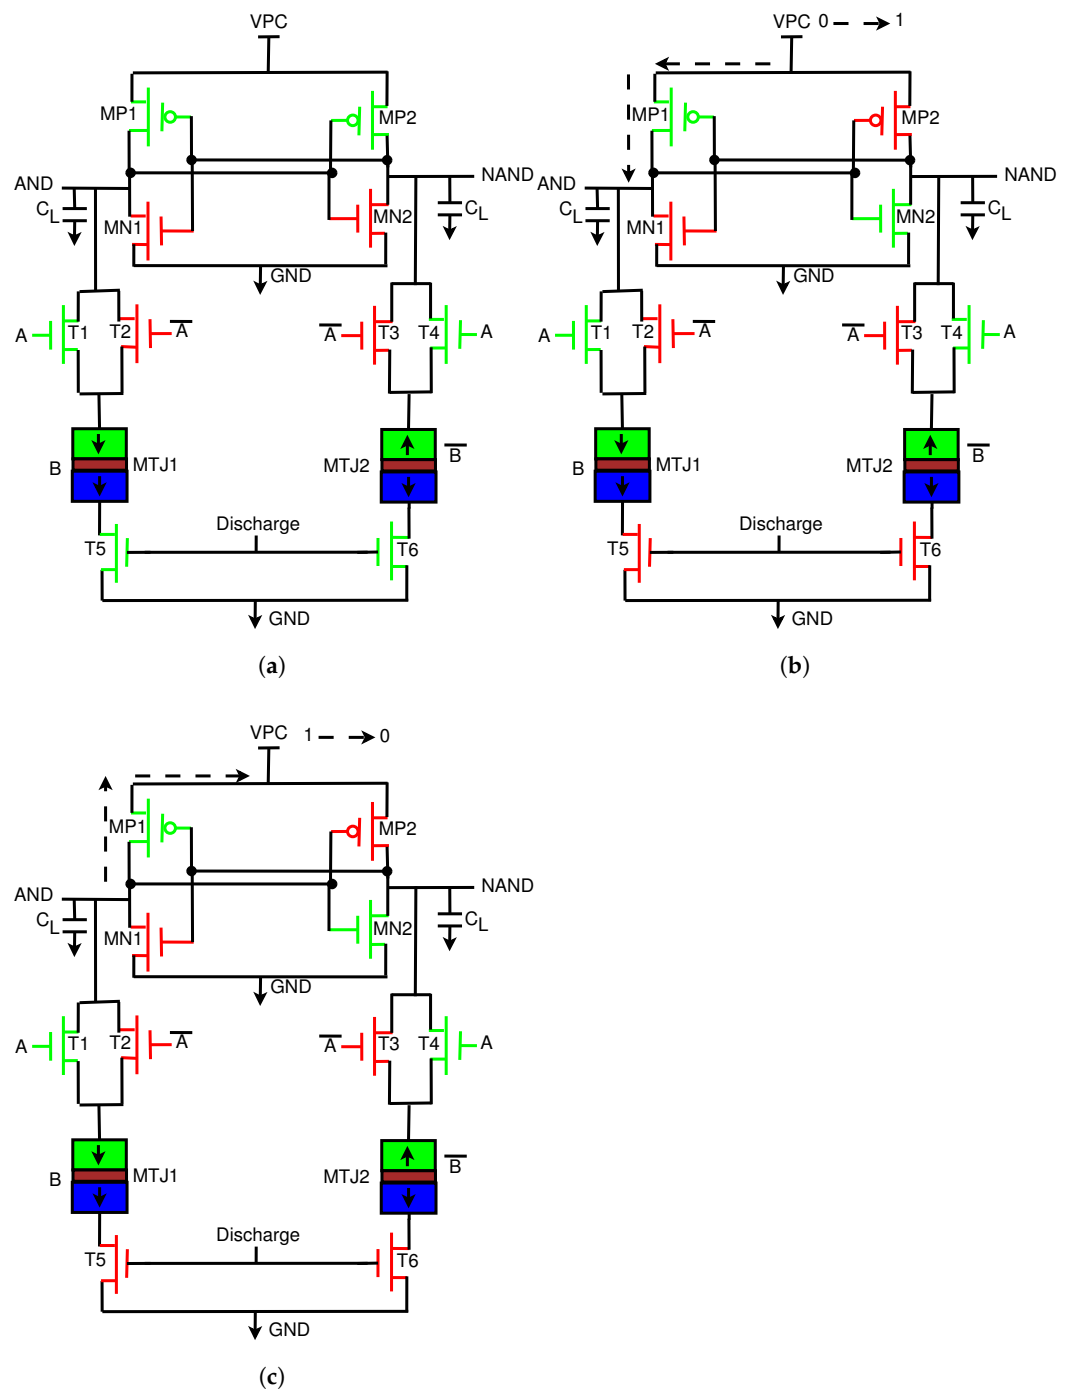 VPC
MP1 MP2
AND NAND
CL CL
MN1 MN2
GND
A T1 T2 A̅ A̅ T3 T4 A
B MTJ1 MTJ2 B̅
Discharge
T5 T6
GND
(a)
VPC 0 1
MP1 MP2
AND NAND
CL CL
MN1 MN2
GND
A T1 T2 A̅ A̅ T3 T4 A
B MTJ1 MTJ2 B̅
Discharge
T5 T6
GND
(b)
VPC 1 0
MP1 MP2
AND NAND
CL CL
MN1 MN2
GND
A T1 T2 A̅ A̅ T3 T4 A
B MTJ1 MTJ2 B̅
Discharge
T5 T6
GND
(c)